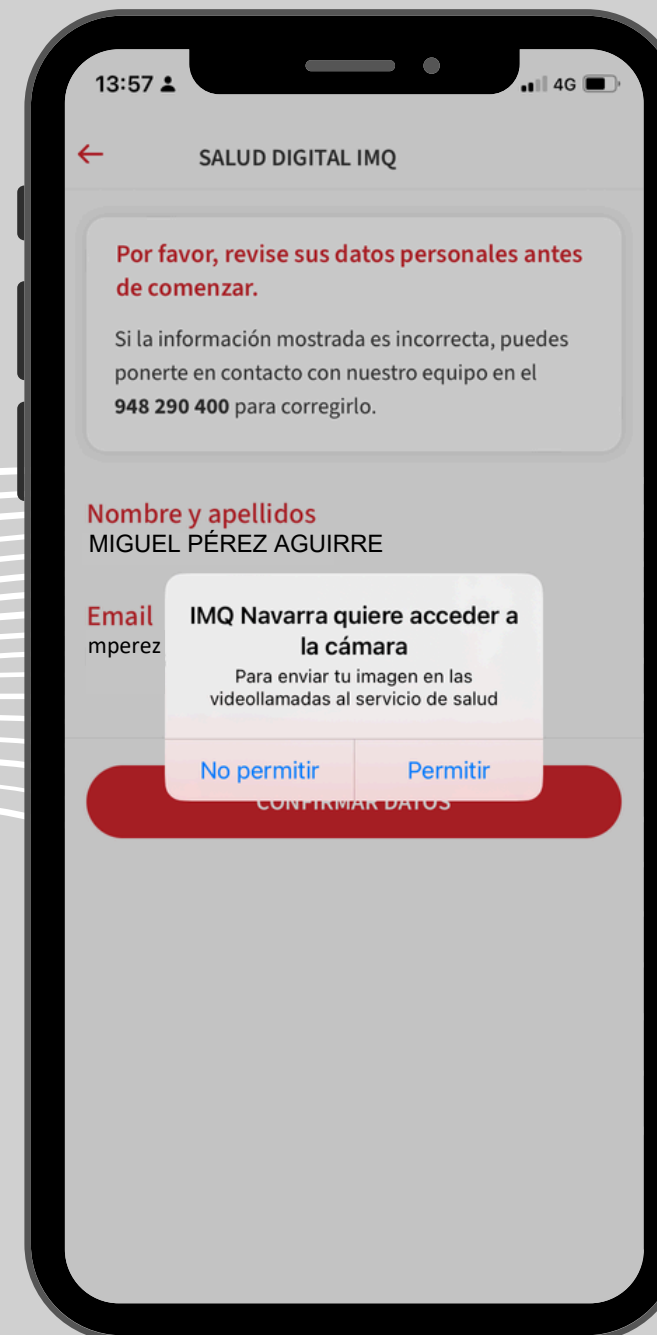 13:57
4G
SALUD DIGITAL IMQ
Por favor, revise sus datos personales antes
de comenzar.
Si la información mostrada es incorrecta, puedes
ponerte en contacto con nuestro equipo en el
948 290 400 para corregirlo.
Nombre y apellidos
MIGUEL PÉREZ AGUIRRE
Email
mperez
IMQ Navarra quiere acceder a
la cámara
Para enviar tu imagen en las
videollamadas al servicio de salud
No permitir
Permitir
CONFIRMAR DATOS